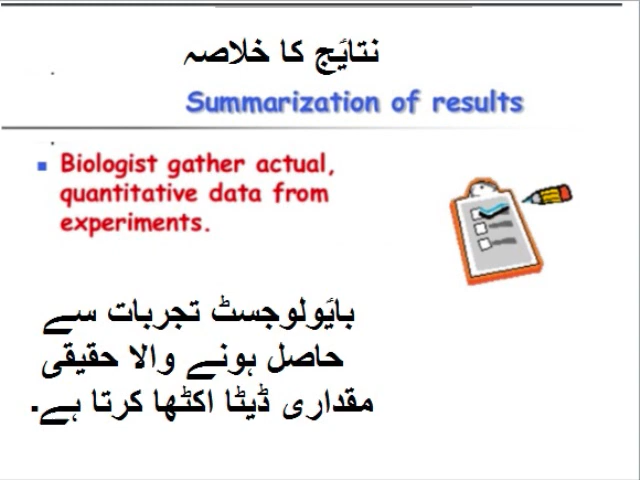 نتائج کا خلاصہ
Summarization of results
Biologist gather actual,
quantitative data from
experiments.
بائولوجسٹ تجربات سے
حاصل ہونے والا حقیقی
مقداری ڈیٹا اکٹھا کرتا ہے۔